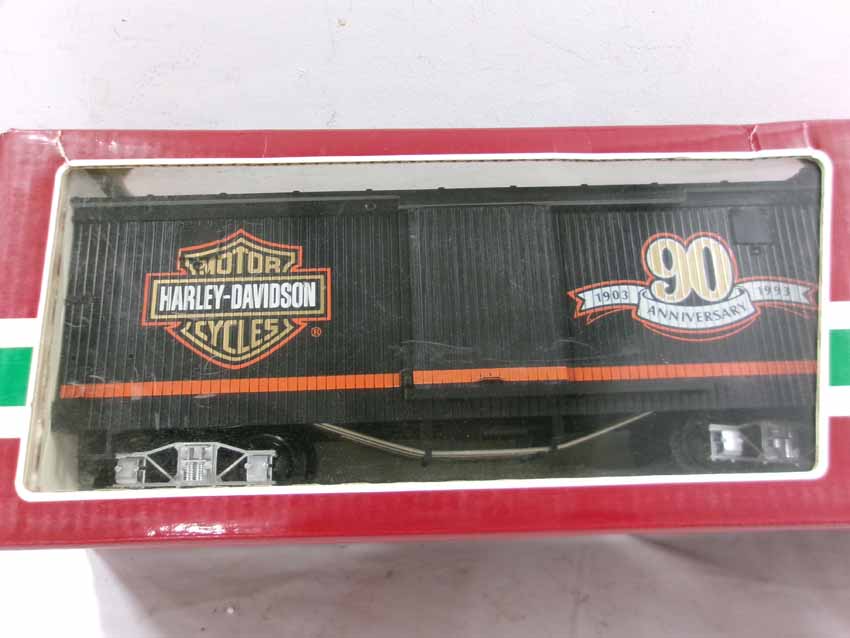 MOTOR
HARLEY-DAVIDSON
CYCLES ®
90
1903 1993
ANNIVERSARY